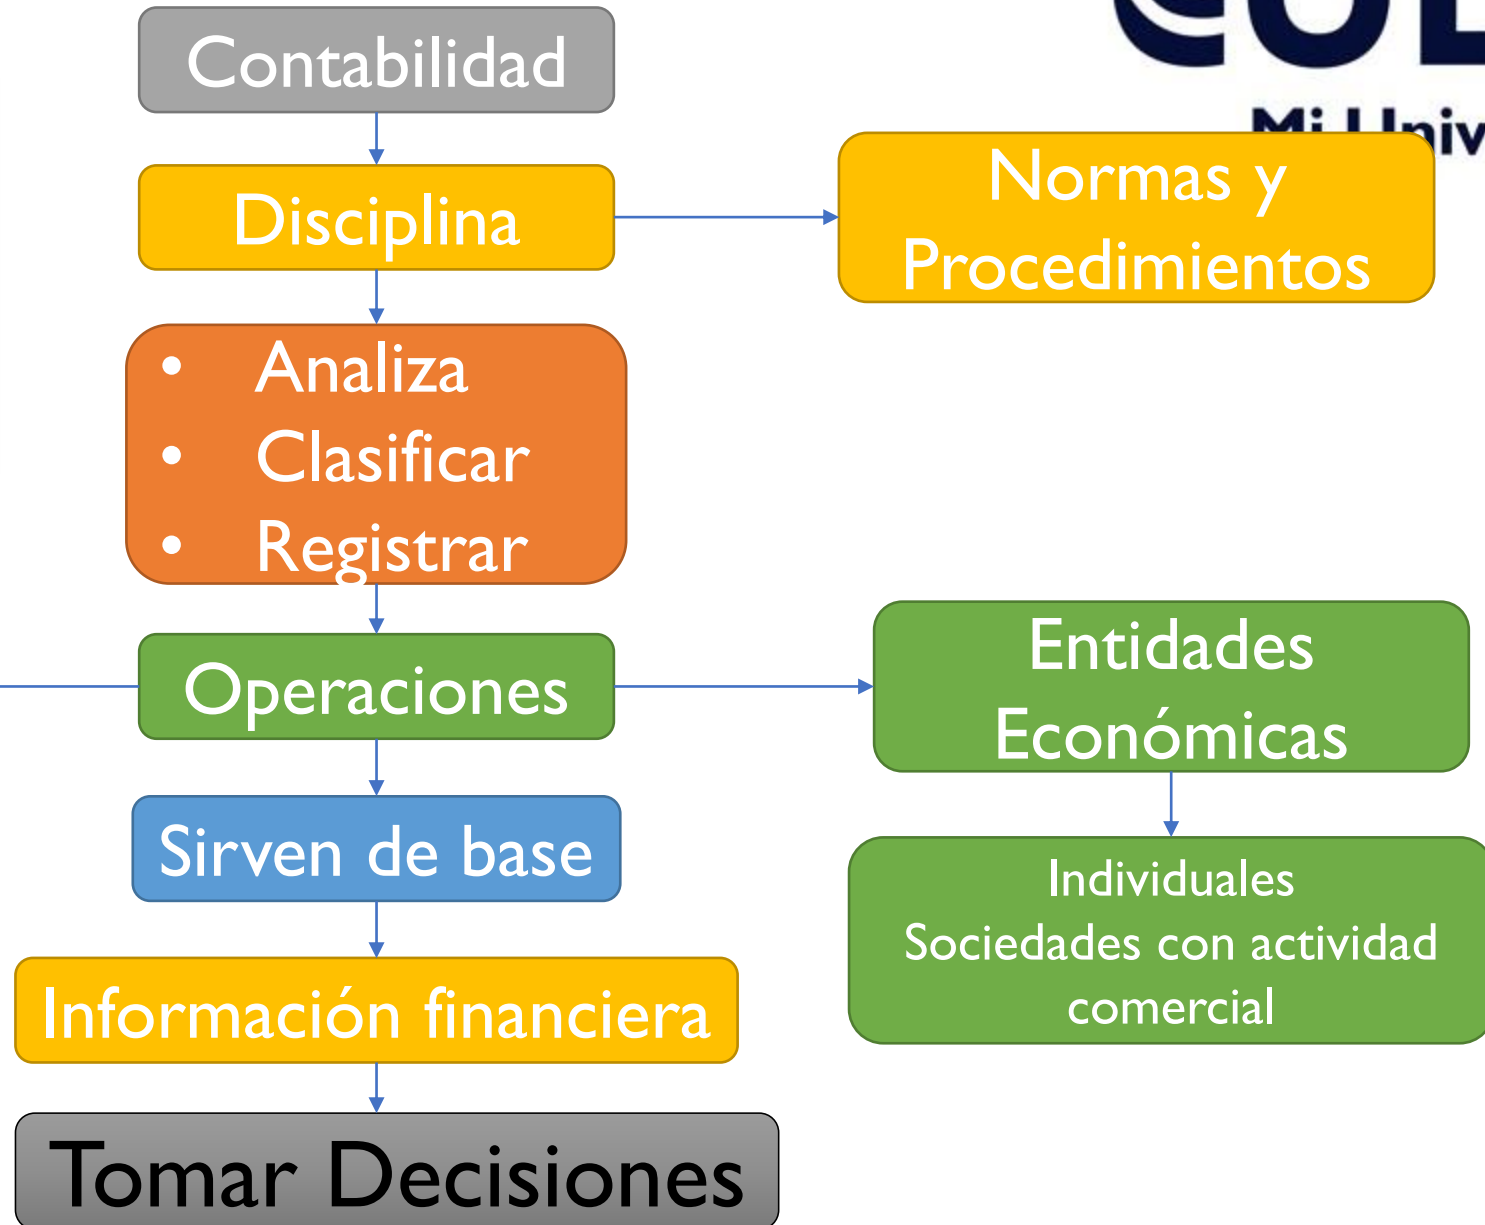 Contabilidad
Disciplina
Normas y
Procedimientos
• Analiza
• Clasificar
• Registrar
Operaciones
Entidades
Económicas
Sirven de base
Individuales
Sociedades con actividad
comercial
Información financiera
Tomar Decisiones